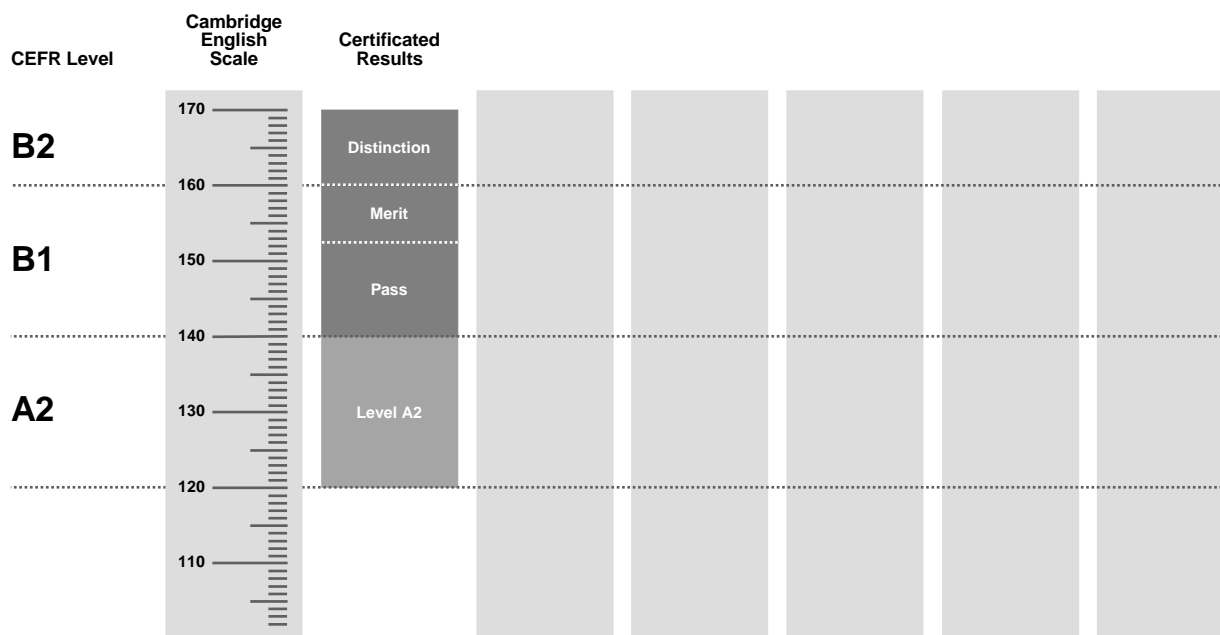 CEFR Level
Cambridge
English
Scale
Certificated
Results
170
B2
Distinction
160
Merit
B1
150
Pass
140
A2
130
Level A2
120
110